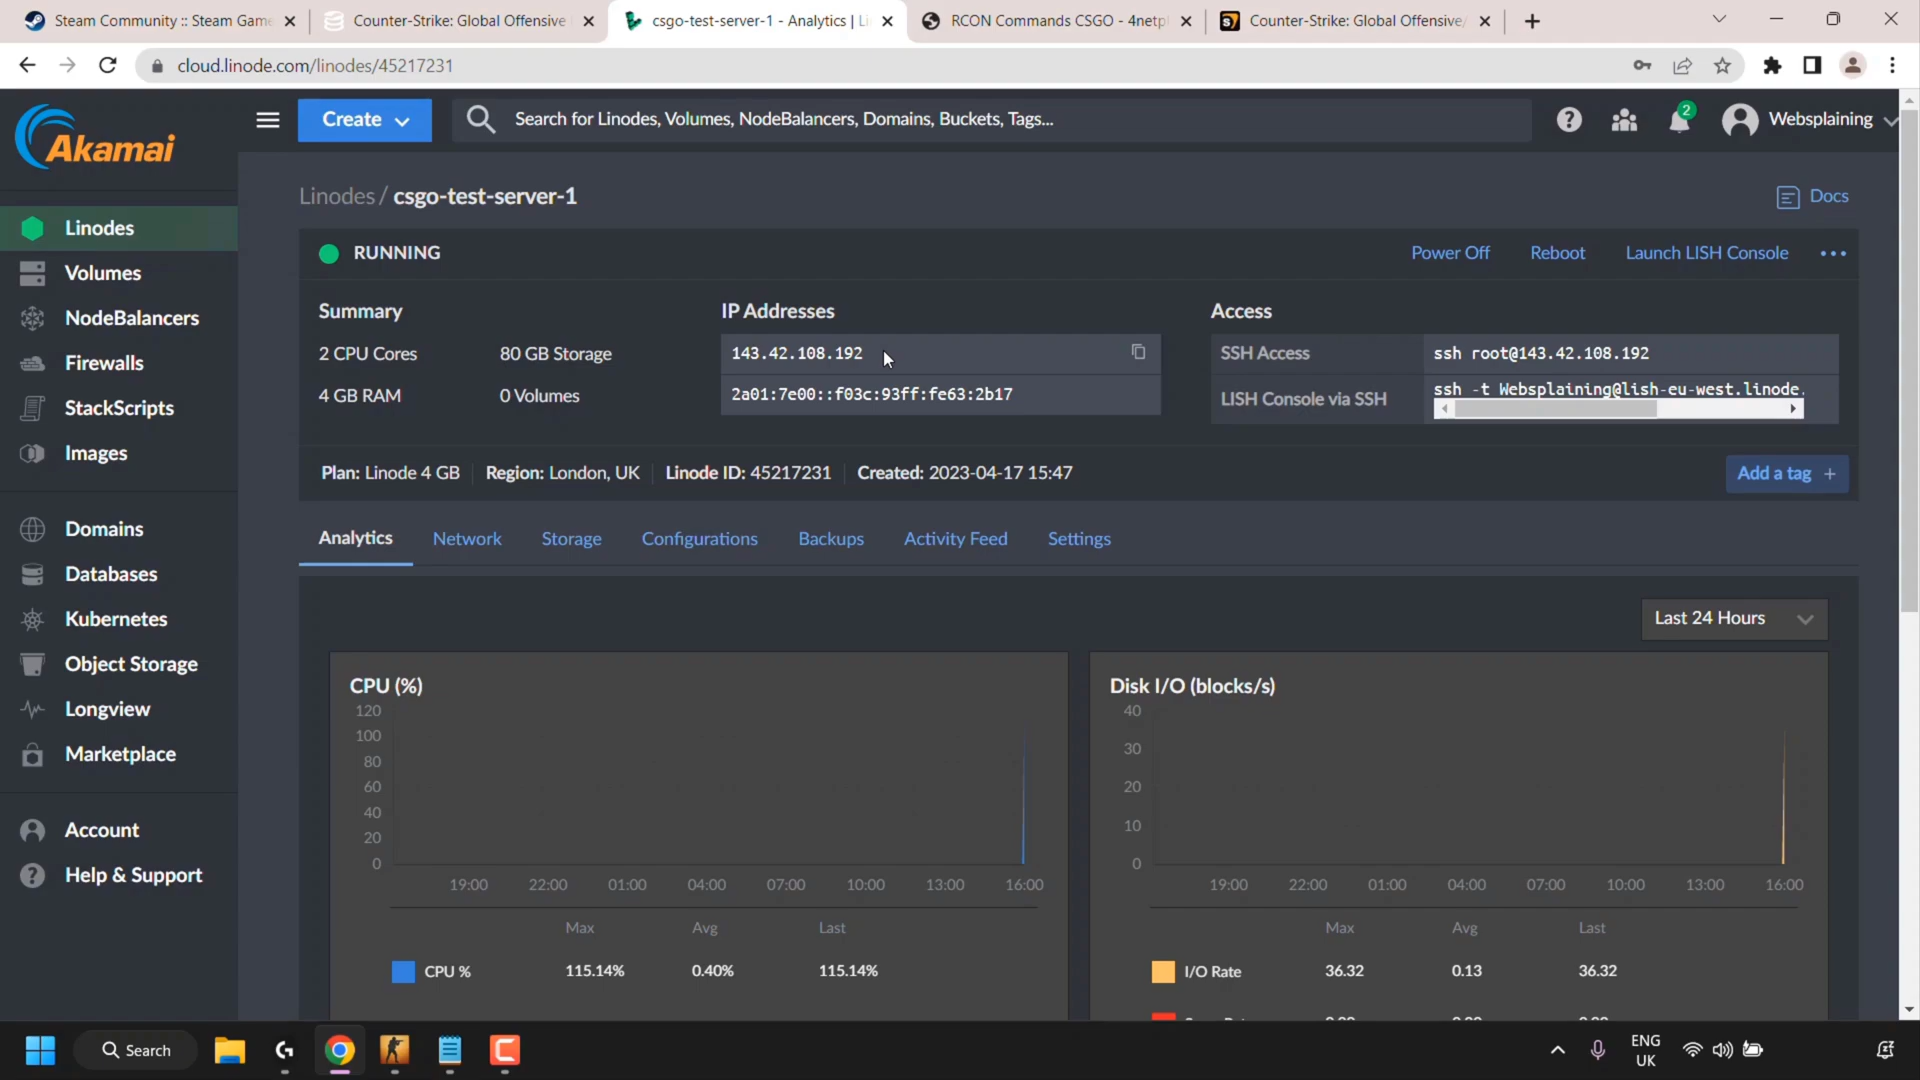 Steam Community :: Steam Game
Counter-Strike: Global Offensive
csgo-test-server-1 - Analytics | Li
RCON Commands CSGO - 4netp
Counter-Strike: Global Offensive/
cloud.linode.com/linodes/45217231
Akamai
Create
Search for Linodes, Volumes, NodeBalancers, Domains, Buckets, Tags...
2
Websplaining
Linodes
Volumes
NodeBalancers
Firewalls
StackScripts
Images
Domains
Databases
Kubernetes
Object Storage
Longview
Marketplace
Account
Help & Support
Linodes / csgo-test-server-1
Docs
RUNNING
Power Off
Reboot
Launch LISH Console
Summary
2 CPU Cores
80 GB Storage
4 GB RAM
0 Volumes
IP Addresses
143.42.108.192
2a01:7e00::f03c:93ff:fe63:2b17
Access
SSH Access
ssh root@143.42.108.192
LISH Console via SSH
ssh -t Websplaining@lish-eu-west.linode.
Plan: Linode 4 GB
Region: London, UK
Linode ID: 45217231
Created: 2023-04-17 15:47
Add a tag +
Analytics
Network
Storage
Configurations
Backups
Activity Feed
Settings
Last 24 Hours
CPU (%)
120
100
80
60
40
20
0
19:00 22:00 01:00 04:00 07:00 10:00 13:00 16:00
Max Avg Last
CPU % 115.14% 0.40% 115.14%
Disk I/O (blocks/s)
40
30
20
10
0
19:00 22:00 01:00 04:00 07:00 10:00 13:00 16:00
Max Avg Last
I/O Rate 36.32 0.13 36.32
Search
ENG
UK